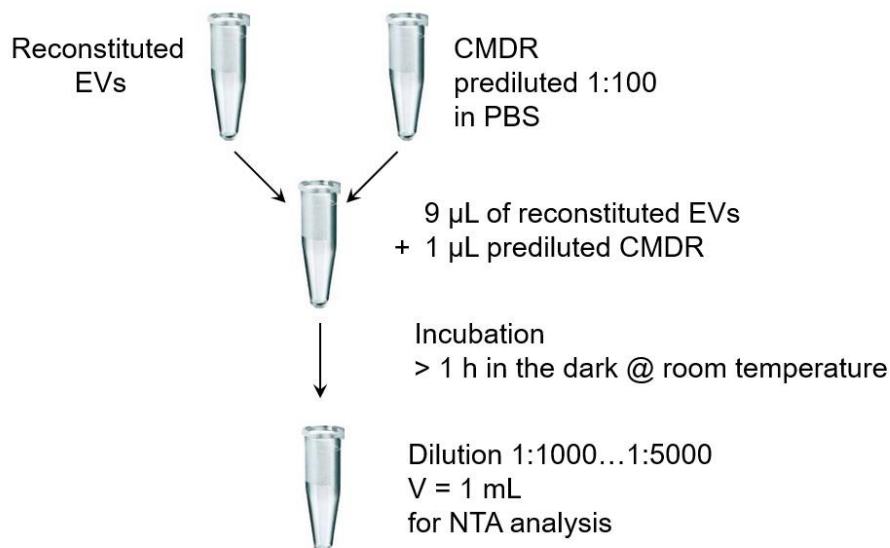 Reconstituted
EVs
CMDR
prediluted 1:100
in PBS
9 µL of reconstituted EVs
+ 1 µL prediluted CMDR
Incubation
> 1 h in the dark @ room temperature
Dilution 1:1000…1:5000
V = 1 mL
for NTA analysis